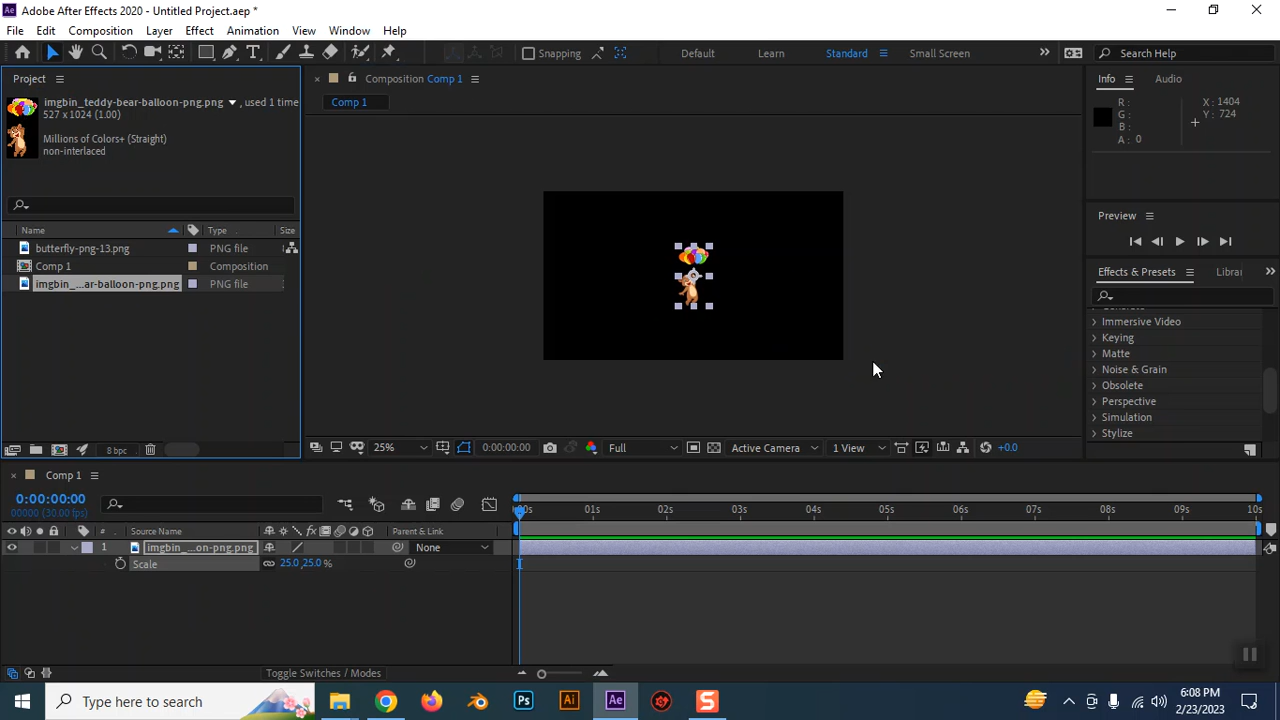 Ae Adobe After Effects 2020 - Untitled Project.aep *
File Edit Composition Layer Effect Animation View Window Help
Snapping Default Learn Standard Small Screen Search Help
Project Composition Comp 1 Info Audio
imgbin_teddy-bear-balloon-png.png , used 1 time
527 x 1024 (1.00)
Millions of Colors+ (Straight)
non-interlaced
Comp 1
R :
G :
B :
A : 0
X : 1404
Y : 724
Preview
Name Type Size
butterfly-png-13.png PNG file
Comp 1 Composition
imgbin_...ar-balloon-png.png PNG file
Effects & Presets Librai
Immersive Video
Keying
Matte
Noise & Grain
Obsolete
Perspective
Simulation
Stylize
8 bpc 25% 0:00:00:00 Full Active Camera 1 View +0.0
Comp 1
0:00:00:00
00000 (30.00 fps)
:00s 01s 02s 03s 04s 05s 06s 07s 08s 09s 10s
# Source Name fx Parent & Link
1 imgbin_...on-png.png None
Scale 25.0,25.0 %
Toggle Switches / Modes
Type here to search Ps Ai Ae S
6:08 PM
2/23/2023